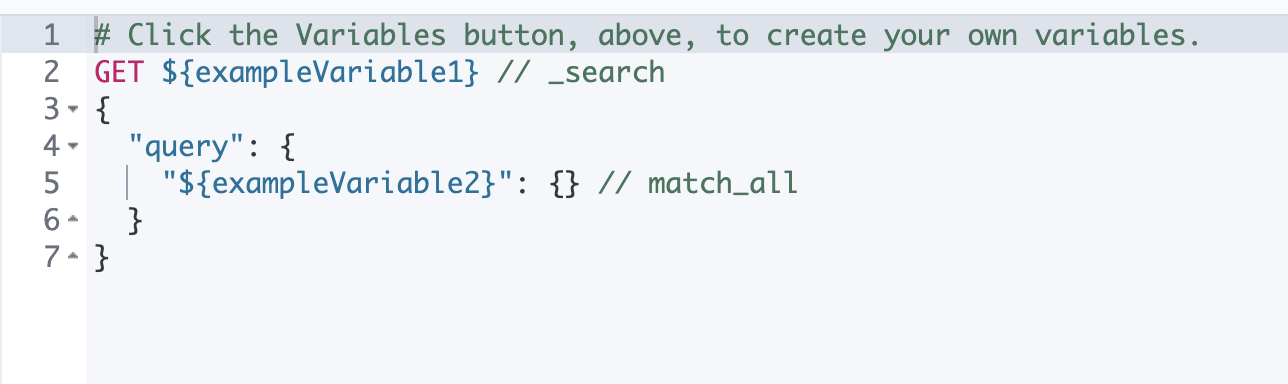 1 # Click the Variables button, above, to create your own variables.
2 GET ${exampleVariable1} // _search
3 {
4   "query": {
5     "${exampleVariable2}": {} // match_all
6   }
7 }